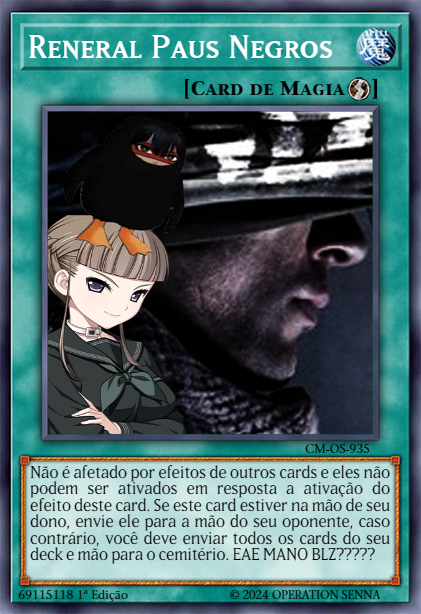 Reneral Paus Negros
魔
[Card de Magia]
CM-OS-935
Não é afetado por efeitos de outros cards e eles não
podem ser ativados em resposta a ativação do
efeito deste card. Se este card estiver na mão de seu
dono, envie ele para a mão do seu oponente, caso
contrário, você deve enviar todos os cards do seu
deck e mão para o cemitério. EAE MANO BLZ?????
69115118 1ª Edição
© 2024 OPERATION SENNA